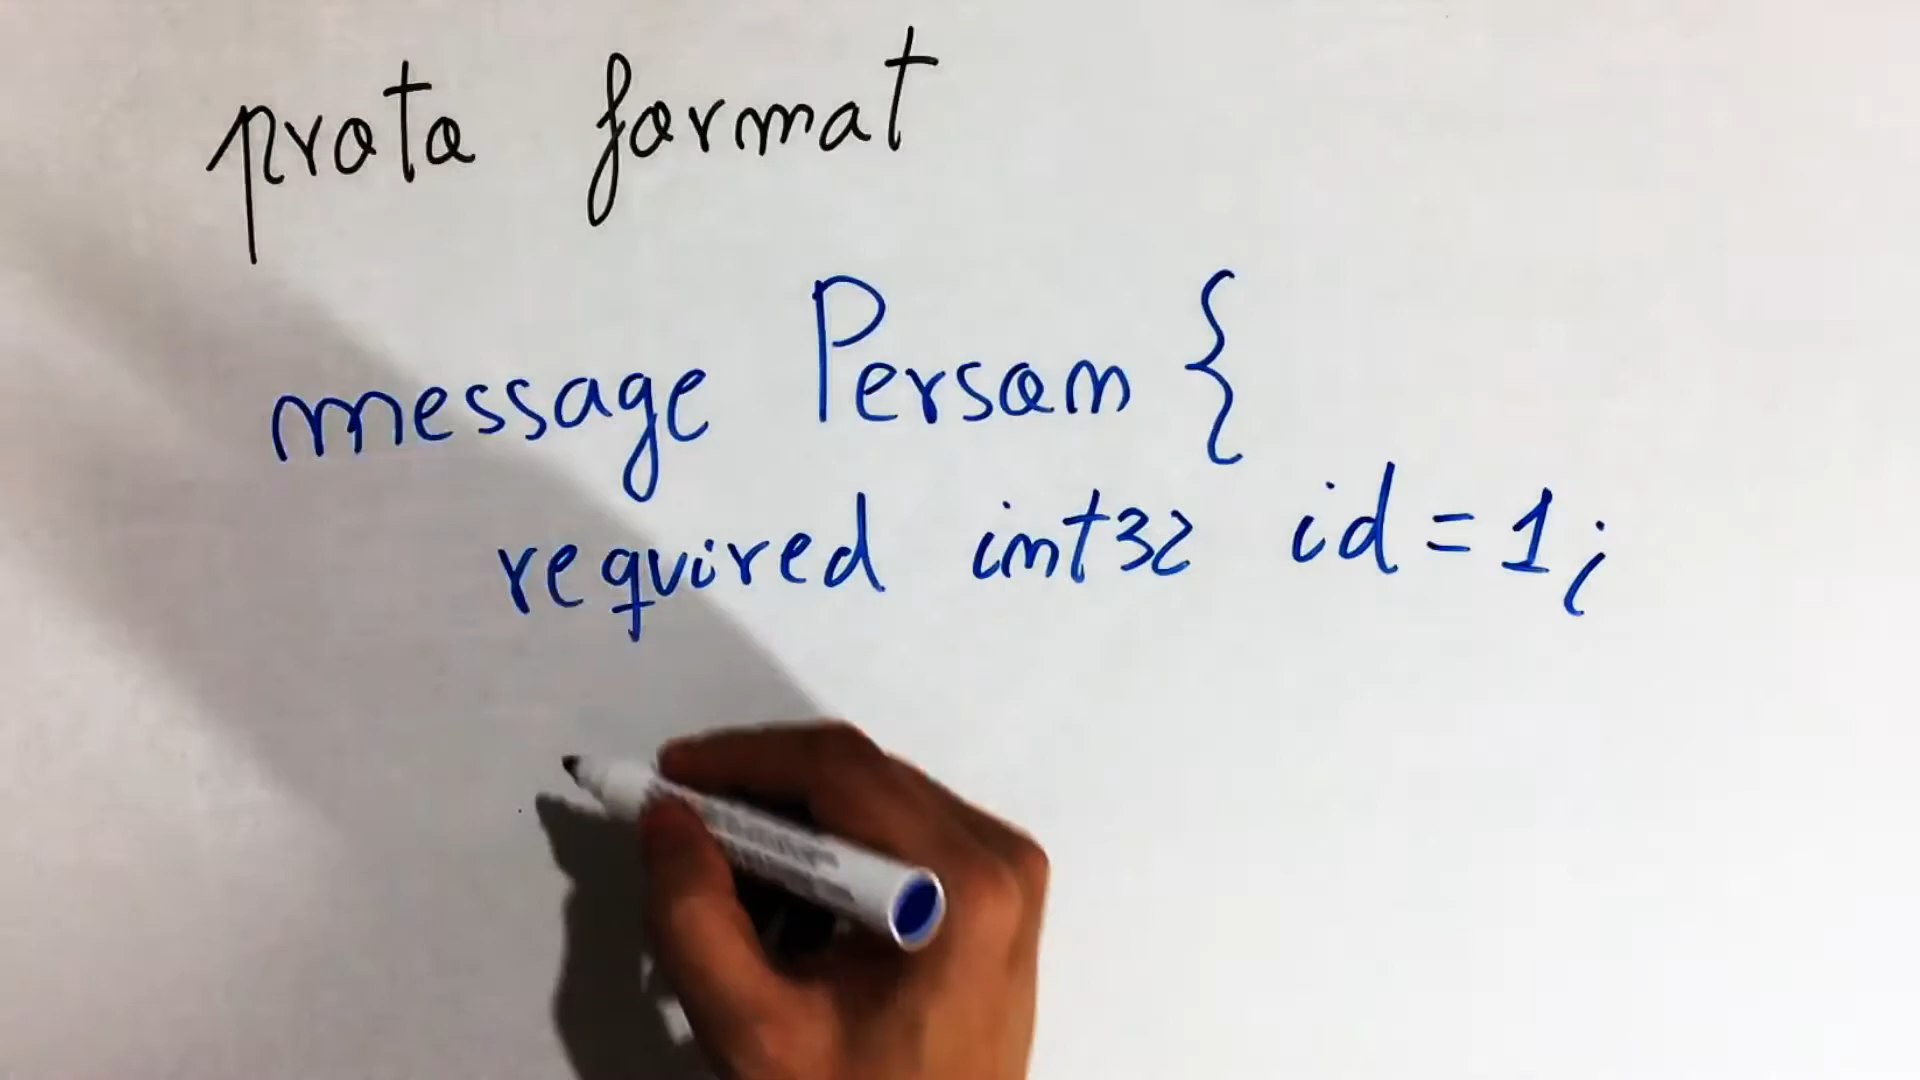 proto format
message Person {
required int32 id = 1;